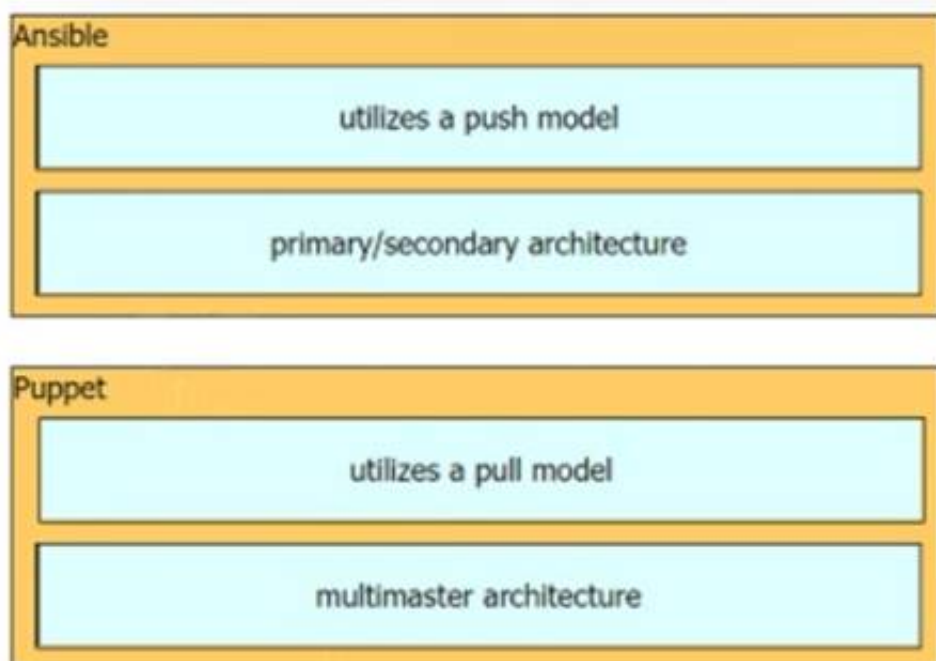 Ansible
utilizes a push model
primary/secondary architecture
Puppet
utilizes a pull model
multimaster architecture